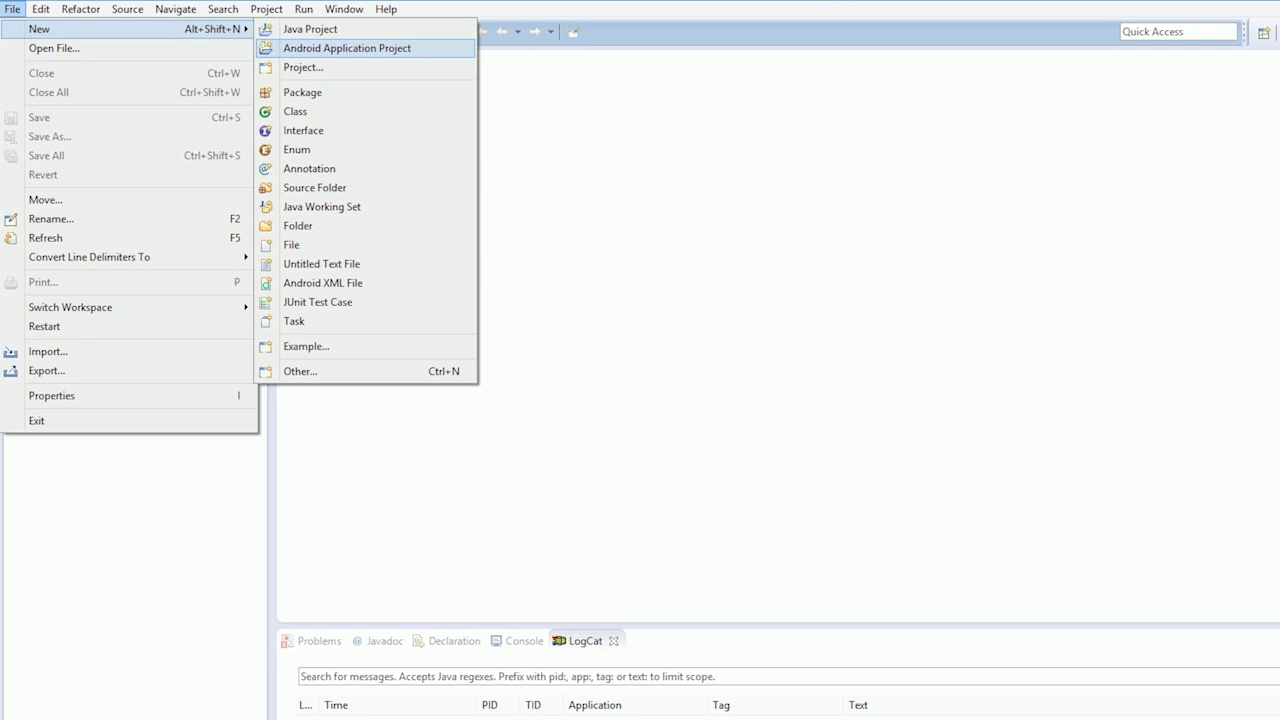 File Edit Refactor Source Navigate Search Project Run Window Help
New Alt+Shift+N
Open File...
Close Ctrl+W
Close All Ctrl+Shift+W
Save Ctrl+S
Save As...
Save All Ctrl+Shift+S
Revert
Move...
Rename... F2
Refresh F5
Convert Line Delimiters To
Print... P
Switch Workspace
Restart
Import...
Export...
Properties I
Exit
Java Project
Android Application Project
Project...
Package
Class
Interface
Enum
Annotation
Source Folder
Java Working Set
Folder
File
Untitled Text File
Android XML File
JUnit Test Case
Task
Example...
Other... Ctrl+N
Quick Access
Problems @ Javadoc Declaration Console LogCat
Search for messages. Accepts Java regexes. Prefix with pid:, app:, tag: or text: to limit scope.
L... Time PID TID Application Tag Text